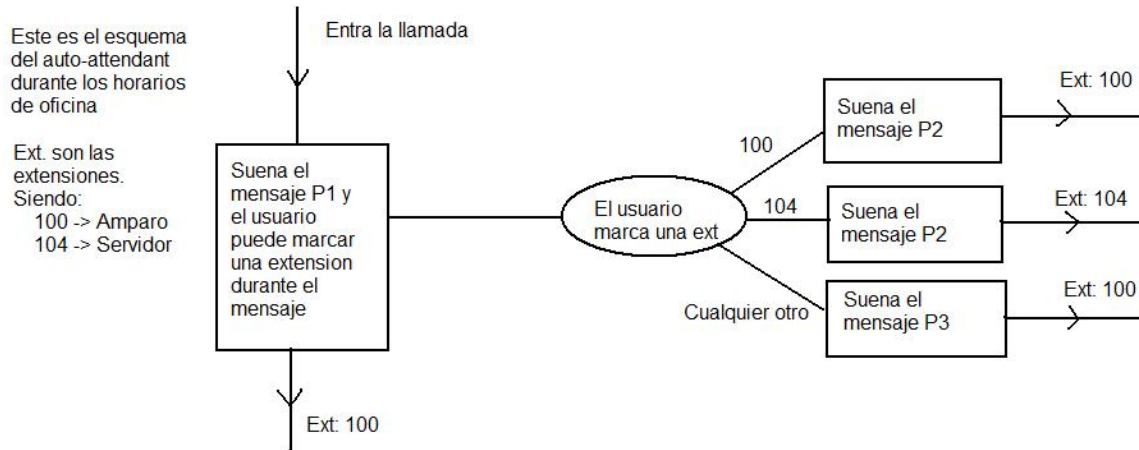 Este es el esquema
del auto-attendant
durante los horarios
de oficina
Ext. son las
extensiones.
Siendo:
100 -> Amparo
104 -> Servidor
Entra la llamada
Suena el
mensaje P1 y
el usuario
puede marcar
una extension
durante el
mensaje
Ext: 100
El usuario
marca una ext
100
Suena el
mensaje P2
Ext: 100
104
Suena el
mensaje P2
Ext: 104
Cualquier otro
Suena el
mensaje P3
Ext: 100